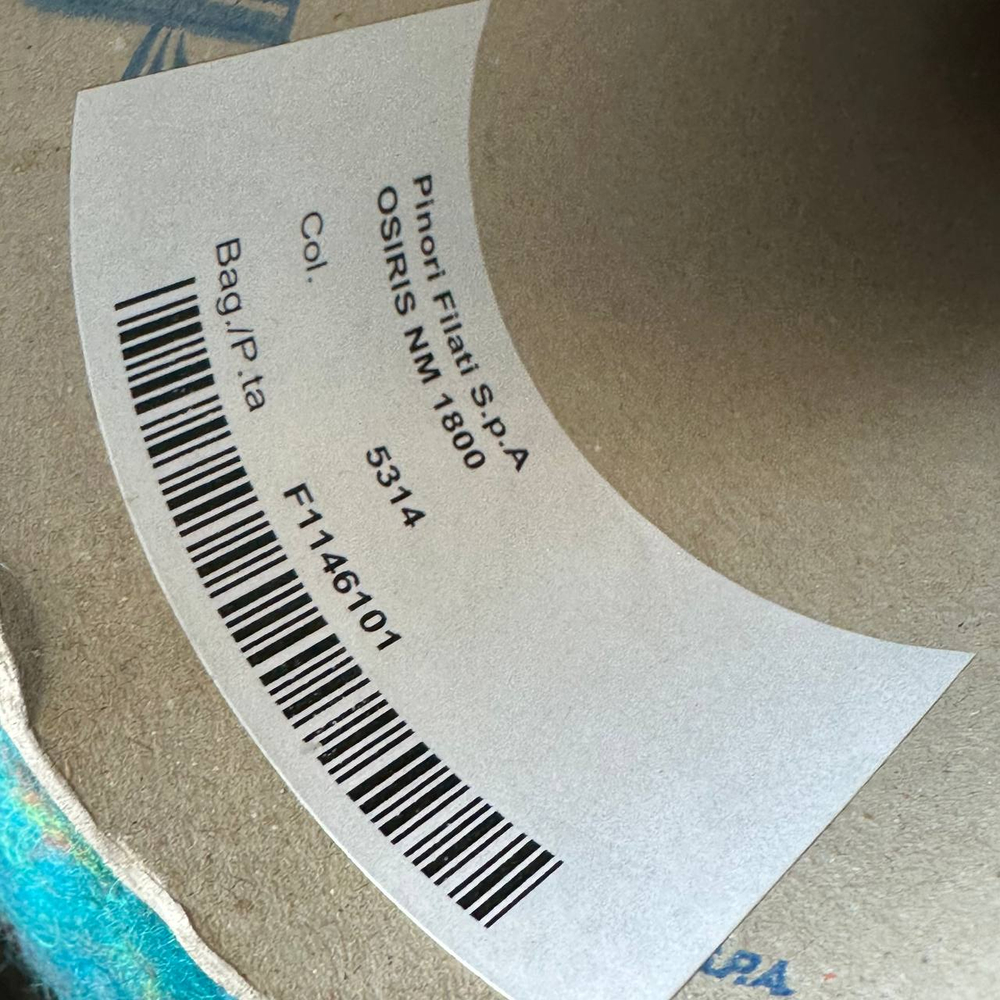 Pinori Filati S.p.A
OSIRIS NM 1800
Col. 5314
Bag./P.ta F1146101